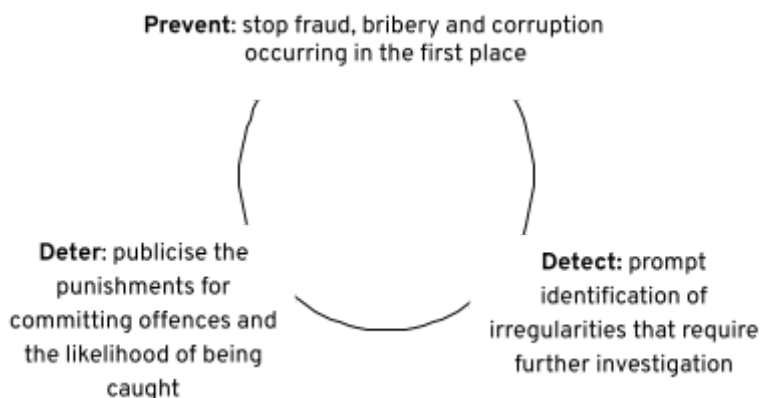 Prevent: stop fraud, bribery and corruption
occurring in the first place
Deter: publicise the
punishments for
committing offences and
the likelihood of being
caught
Detect: prompt
identification of
irregularities that require
further investigation